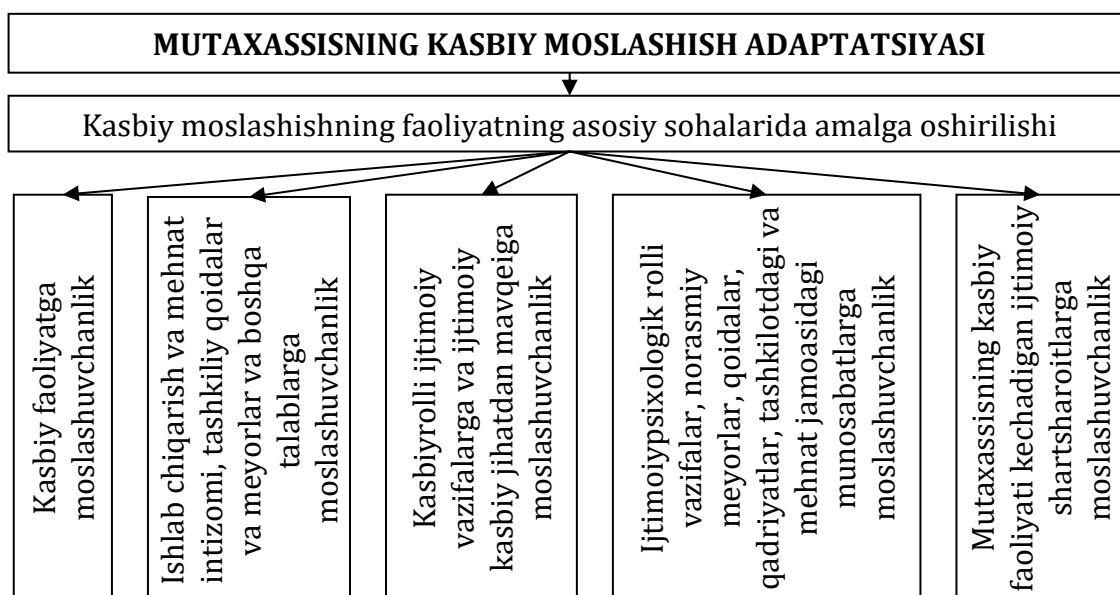 MUTAXASSISNING KASBIY MOSLASHISH ADAPTATSIYASI
Kasbiy moslashishning faoliyatning asosiy sohalarida amalga oshirilishi
Kasbiy faoliyatga
moslashuvchanlik
Ishlab chiqarish va mehnat
intizomi, tashkiliy qoidalar
va meyorlar va boshqa
talablarga
moslashuvchanlik
Kasbiyrolli ijtimoiy
vazifalarga va ijtimoiy
kasbiy jihatdan mavqeiga
moslashuvchanlik
Ijtimoiypsixologik rolli
vazifalar, norasmiy
meyorlar, qoidalar,
qadriyatlar, tashkilotdagi va
mehnat jamoasidagi
munosabatlarga
moslashuvchanlik
Mutaxassisning kasbiy
faoliyati kechadigan ijtimoiy
shartsharoitlarga
moslashuvchanlik